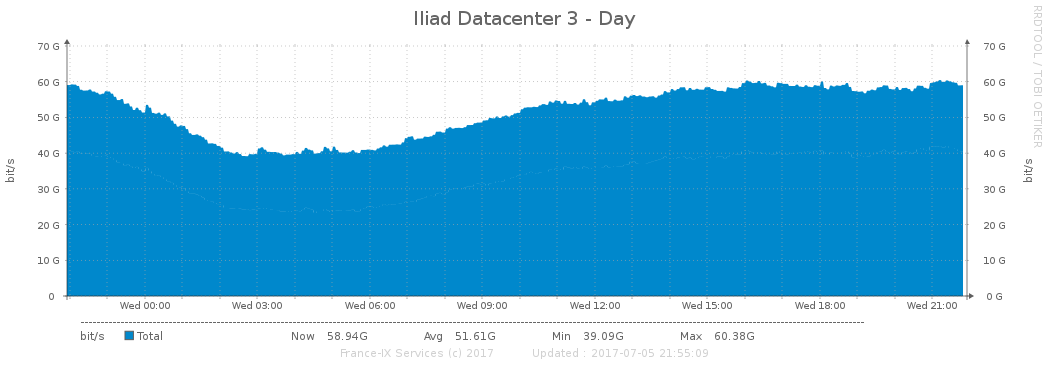 Iliad Datacenter 3 - Day
RRDTOOL / TOBI OETIKER
70 G 70 G
60 G 60 G
50 G 50 G
40 G 40 G
30 G 30 G
20 G 20 G
10 G 10 G
0 0 G
bit/s bit/s
Wed 00:00 Wed 03:00 Wed 06:00 Wed 09:00 Wed 12:00 Wed 15:00 Wed 18:00 Wed 21:00
bit/s Total Now 58.94G Avg 51.61G Min 39.09G Max 60.38G
France-IX Services (c) 2017 Updated : 2017-07-05 21:55:09